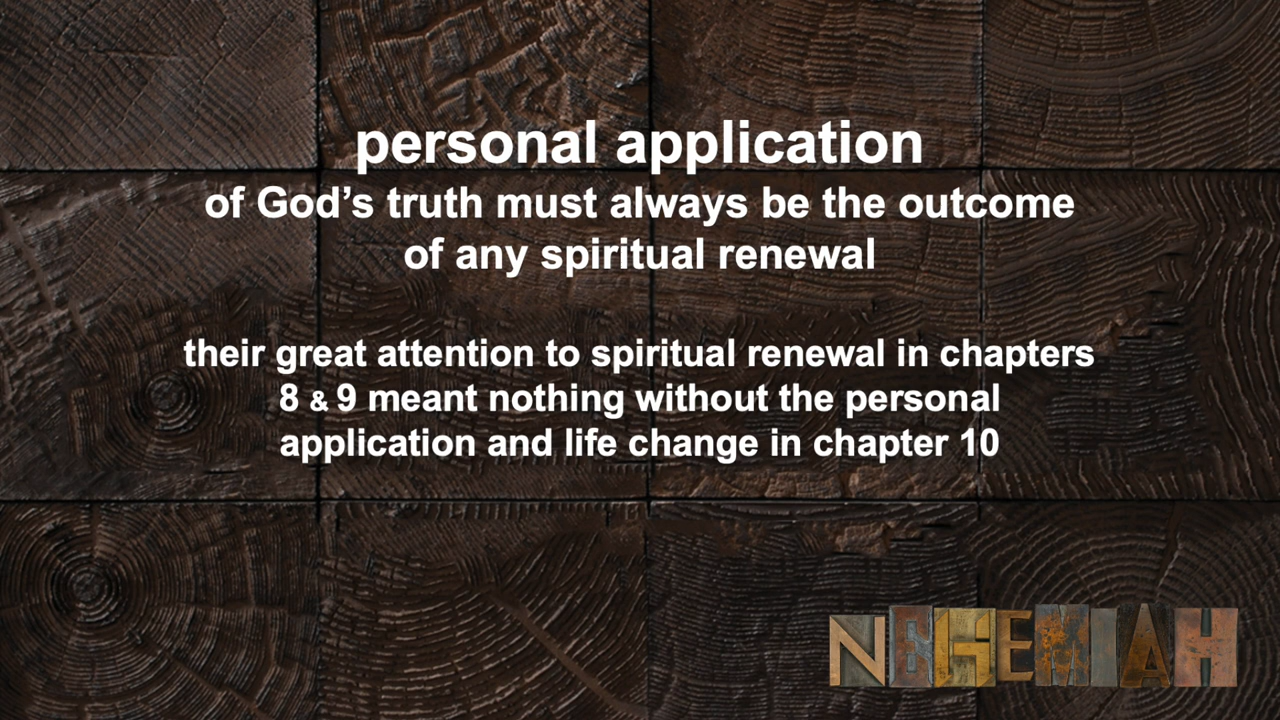 personal application
of God’s truth must always be the outcome
of any spiritual renewal
their great attention to spiritual renewal in chapters
8 & 9 meant nothing without the personal
application and life change in chapter 10
NEHEMIAH